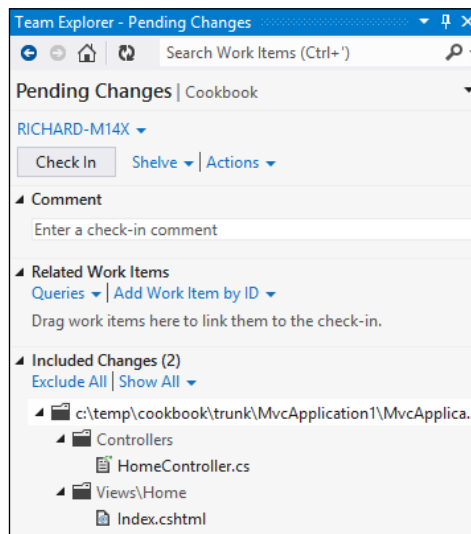 Team Explorer - Pending Changes
Search Work Items (Ctrl+')
Pending Changes | Cookbook
RICHARD-M14X
Check In Shelve | Actions
Comment
Enter a check-in comment
Related Work Items
Queries | Add Work Item by ID
Drag work items here to link them to the check-in.
Included Changes (2)
Exclude All | Show All
c:\temp\cookbook\trunk\MvcApplication1\MvcApplica...
Controllers
HomeController.cs
Views\Home
Index.cshtml